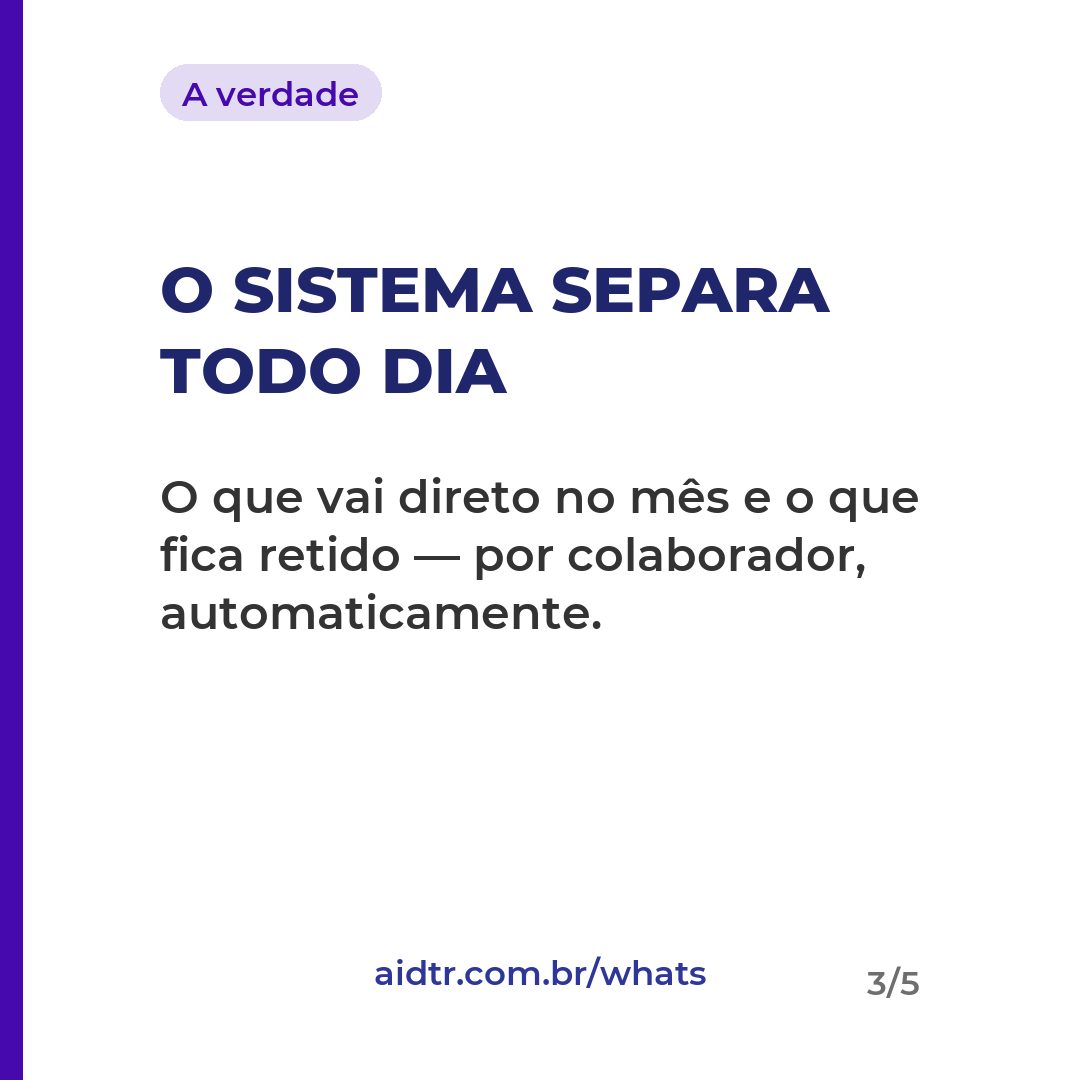 A verdade
O SISTEMA SEPARA
TODO DIA
O que vai direto no mês e o que
fica retido — por colaborador,
automaticamente.
aidtr.com.br/whats
3/5